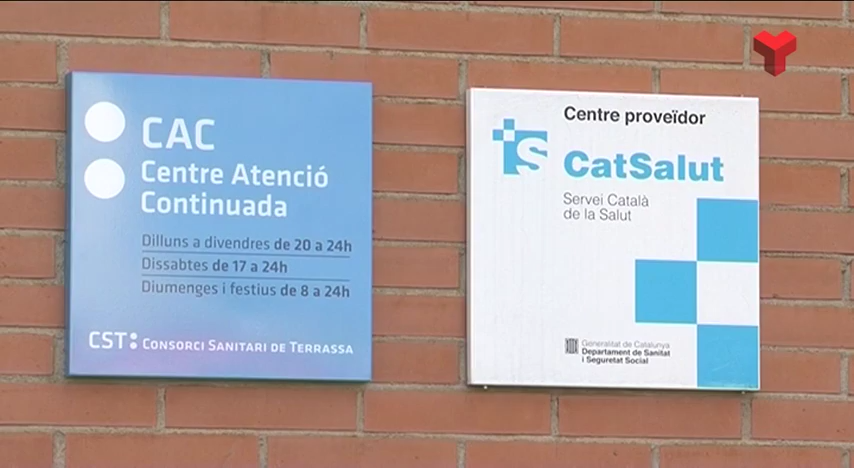 CAC
Centre Atenció
Continuada
Dilluns a divendres de 20 a 24h
Dissabtes de 17 a 24h
Diumenges i festius de 8 a 24h
CST: CONSORCI SANITARI DE TERRASSA
Centre proveïdor
S
CatSalut
Servei Català
de la Salut
Generalitat de Catalunya
Departament de Sanitat
i Seguretat Social